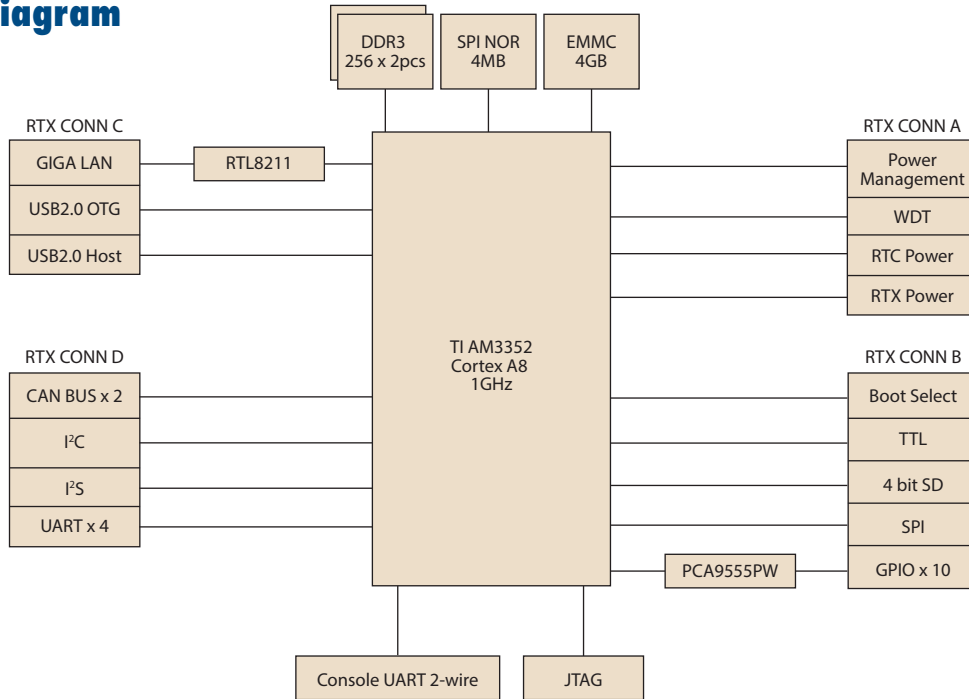 iagram
DDR3
256 x 2pcs
SPI NOR
4MB
EMMC
4GB
RTX CONN C
GIGA LAN
USB2.0 OTG
USB2.0 Host
RTL8211
RTX CONN A
Power
Management
WDT
RTC Power
RTX Power
TI AM3352
Cortex A8
1GHz
RTX CONN D
CAN BUS x 2
I²C
I²S
UART x 4
RTX CONN B
Boot Select
TTL
4 bit SD
SPI
GPIO x 10
PCA9555PW
Console UART 2-wire
JTAG